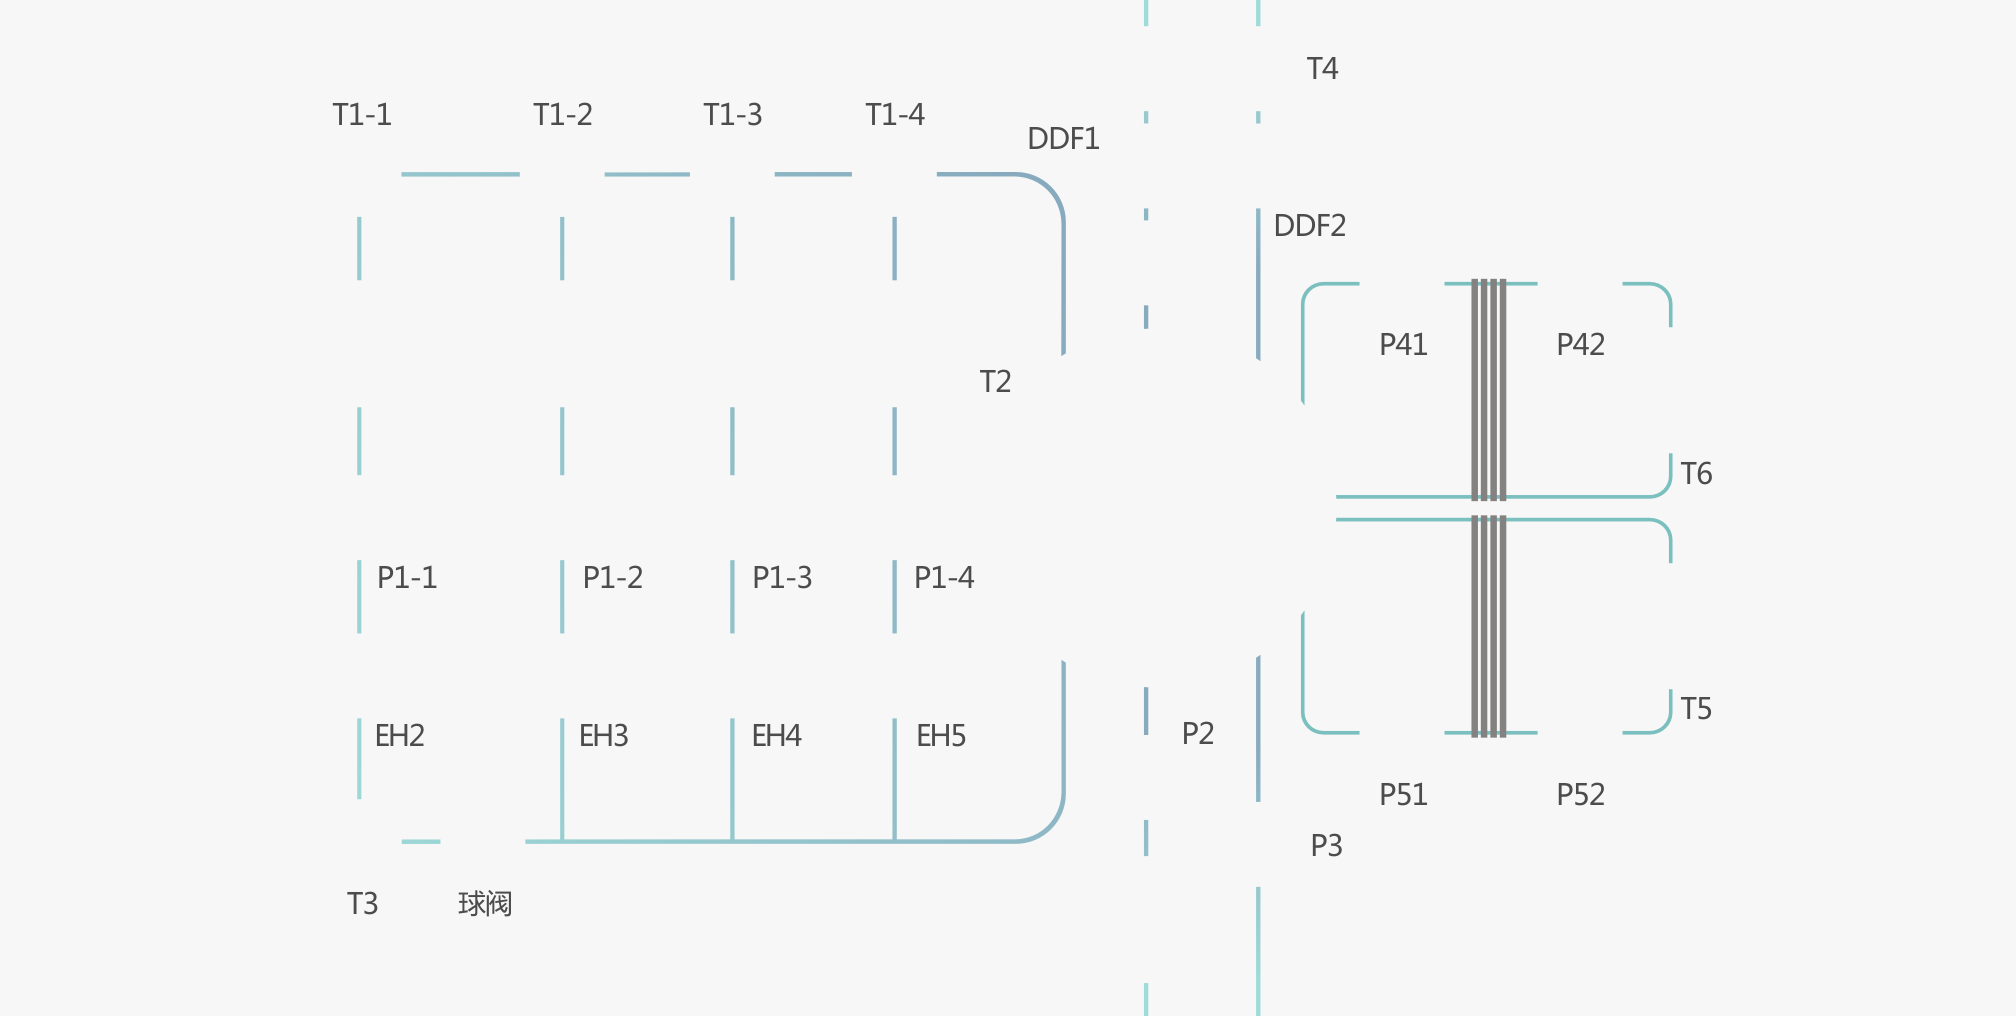 T4
T1-1
T1-2
T1-3
T1-4
DDF1
DDF2
P41
P42
T2
T6
P1-1
P1-2
P1-3
P1-4
T5
EH2
EH3
EH4
EH5
P2
P51
P52
P3
T3
球阀